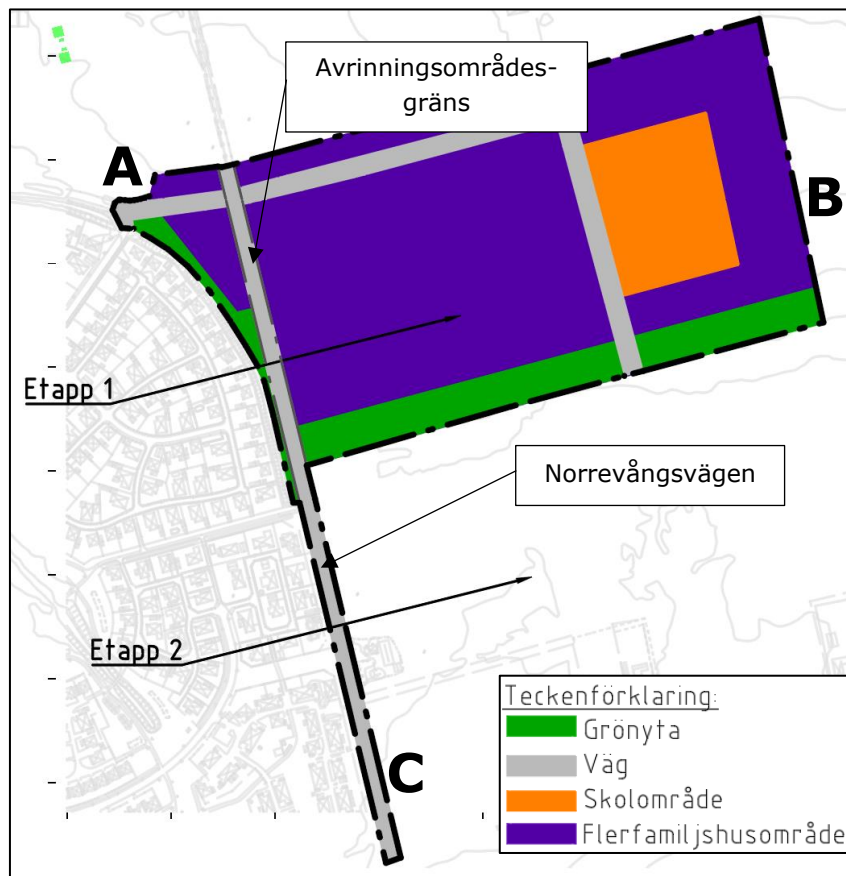 Avrinningsområdes-
gräns
A
B
Etapp 1
Norrevångsvägen
Etapp 2
C
Teckenförklaring:
Grönyta
Väg
Skolområde
Flerfamiljshusområde